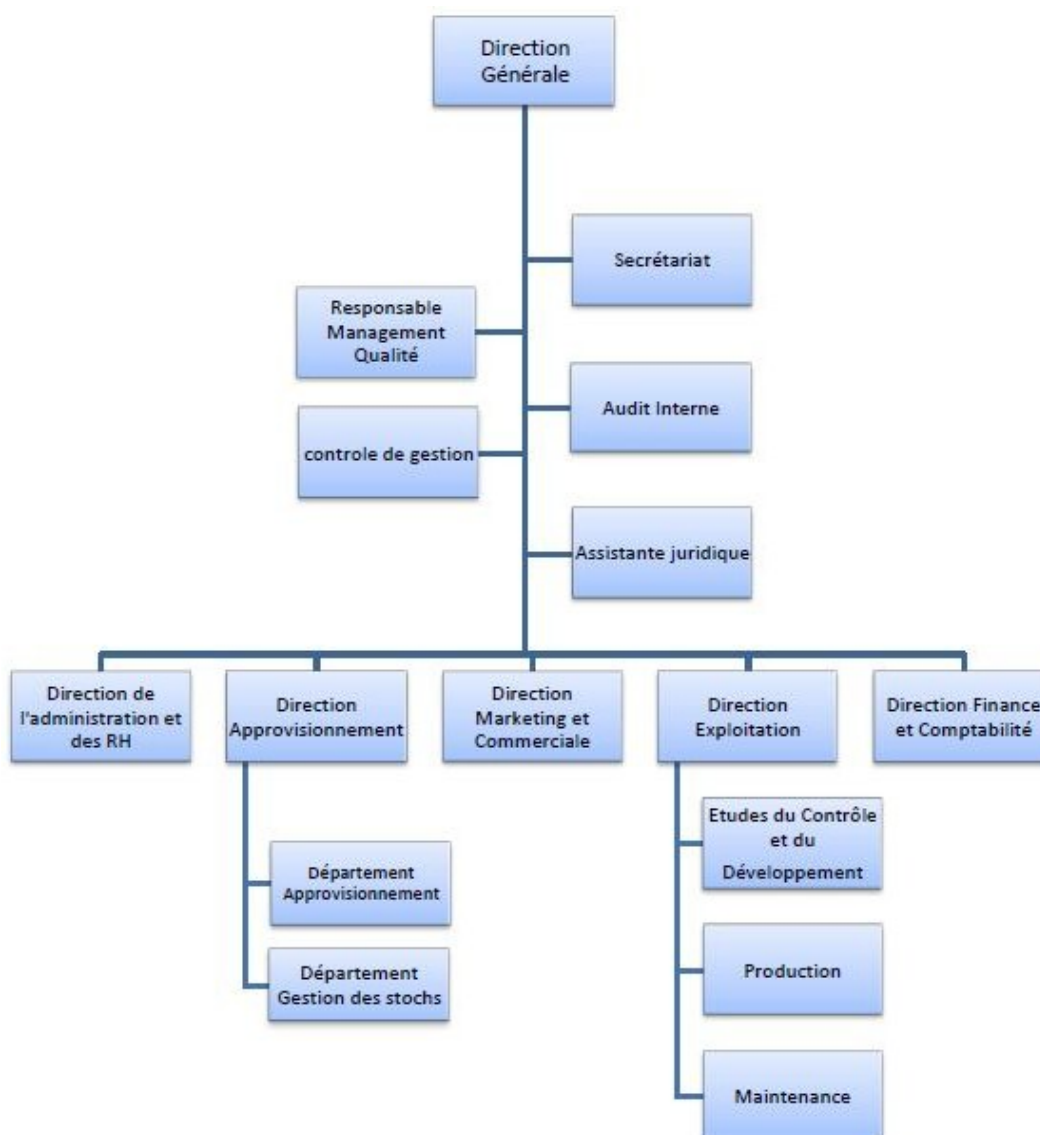 Direction
Générale
Secrétariat
Responsable
Management
Qualité
Audit Interne
controle de gestion
Assistante juridique
Direction de
l'administration et
des RH
Direction
Approvisionnement
Direction
Marketing et
Commerciale
Direction
Exploitation
Direction Finance
et Comptabilité
Département
Approvisionnement
Département
Gestion des stochs
Etudes du Contrôle
et du
Développement
Production
Maintenance